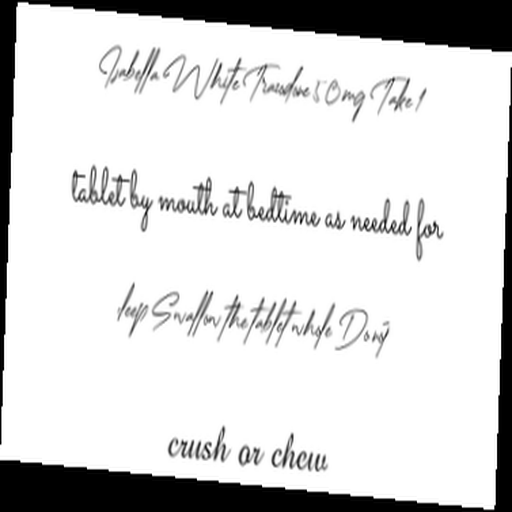 Isabella White Trazodone 50mg Take 1
tablet by mouth at bedtime as needed for
sleep Swallow the tablet whole Don't
crush or chew